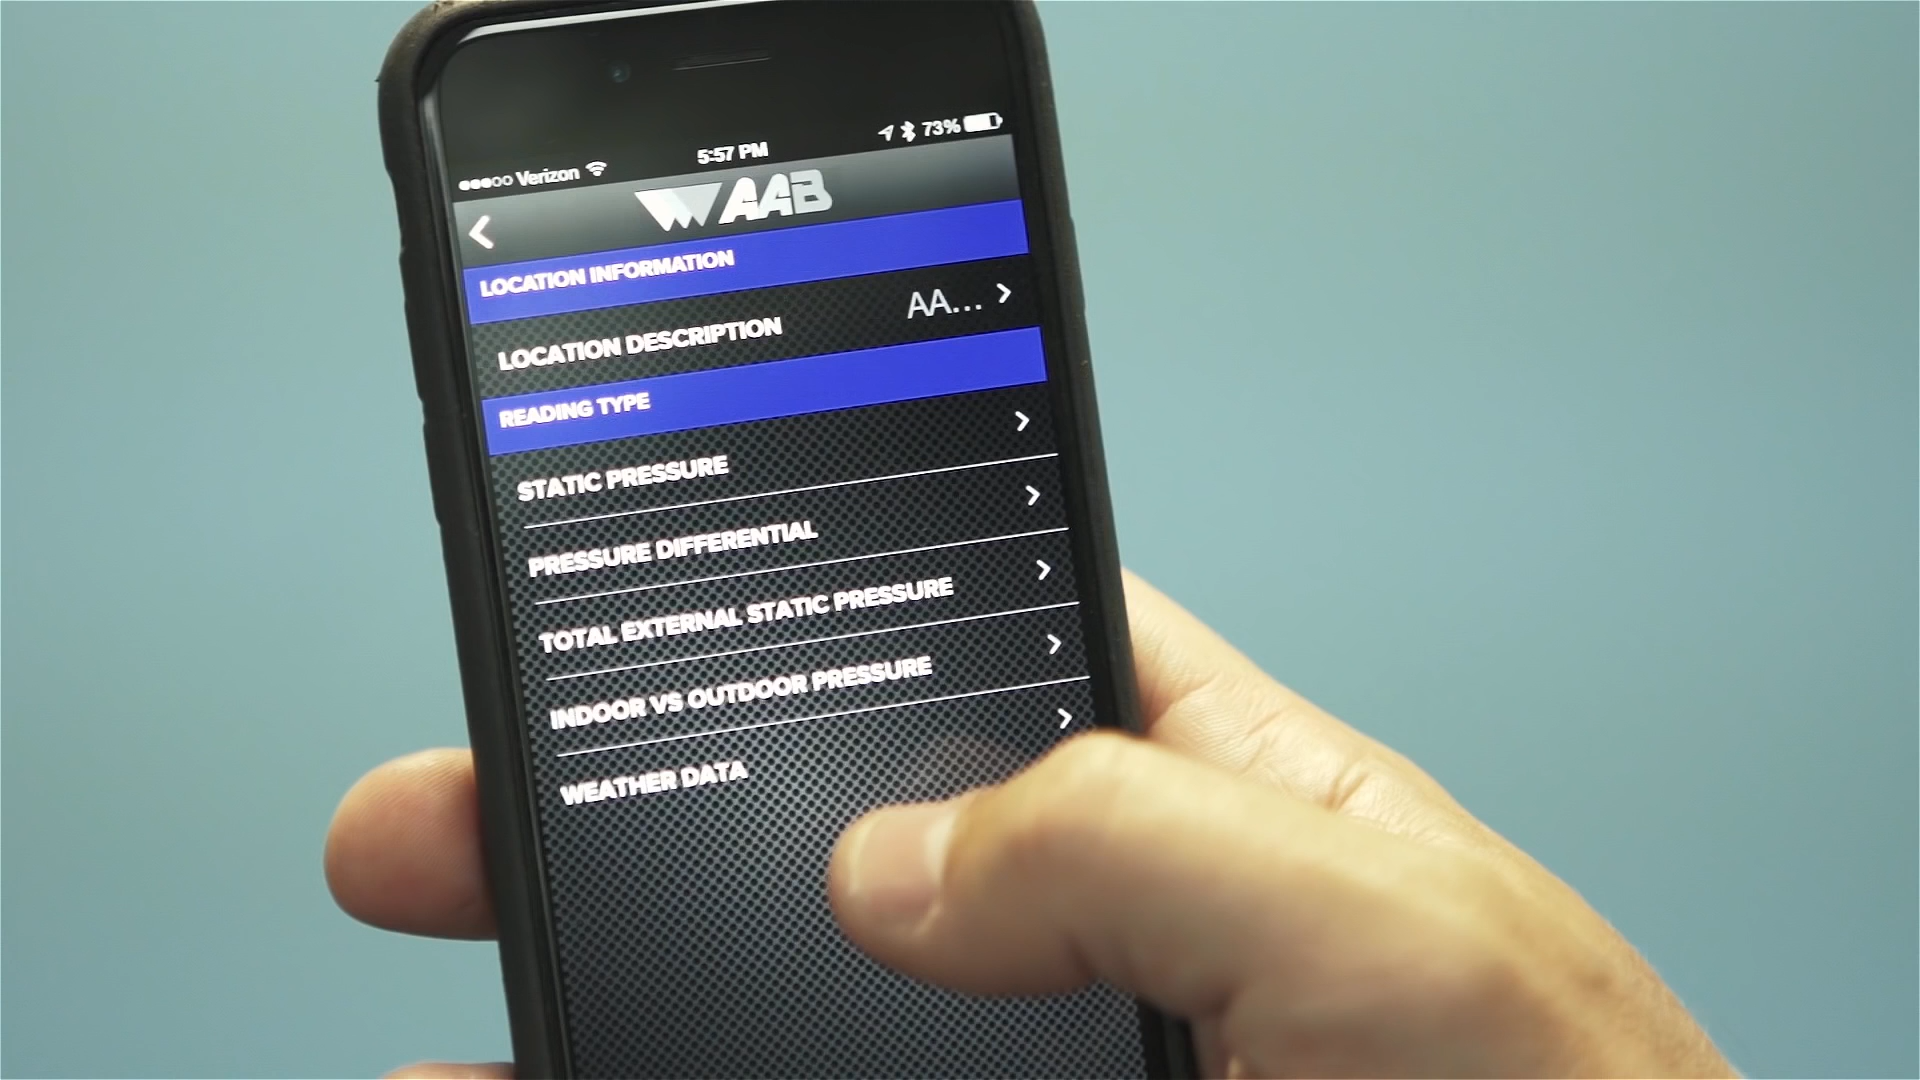 Verizon 5:57 PM 73%
AAB
LOCATION INFORMATION
LOCATION DESCRIPTION AA...
READING TYPE
STATIC PRESSURE
PRESSURE DIFFERENTIAL
TOTAL EXTERNAL STATIC PRESSURE
INDOOR VS OUTDOOR PRESSURE
WEATHER DATA